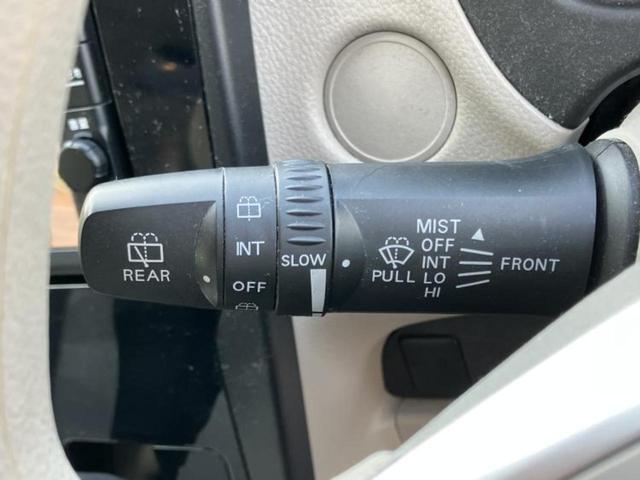 REAR
INT
OFF
SLOW
PULL
MIST
OFF
INT
LO
HI
FRONT